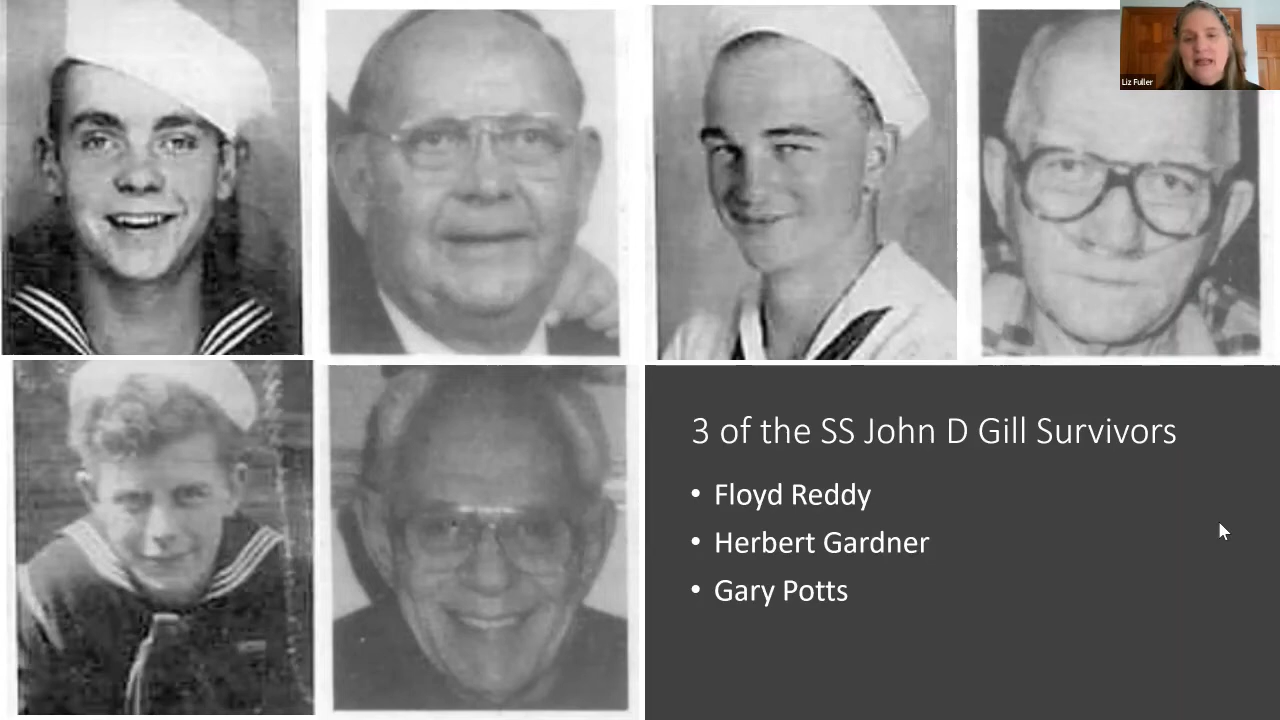 Liz Fuller
3 of the SS John D Gill Survivors
• Floyd Reddy
• Herbert Gardner
• Gary Potts